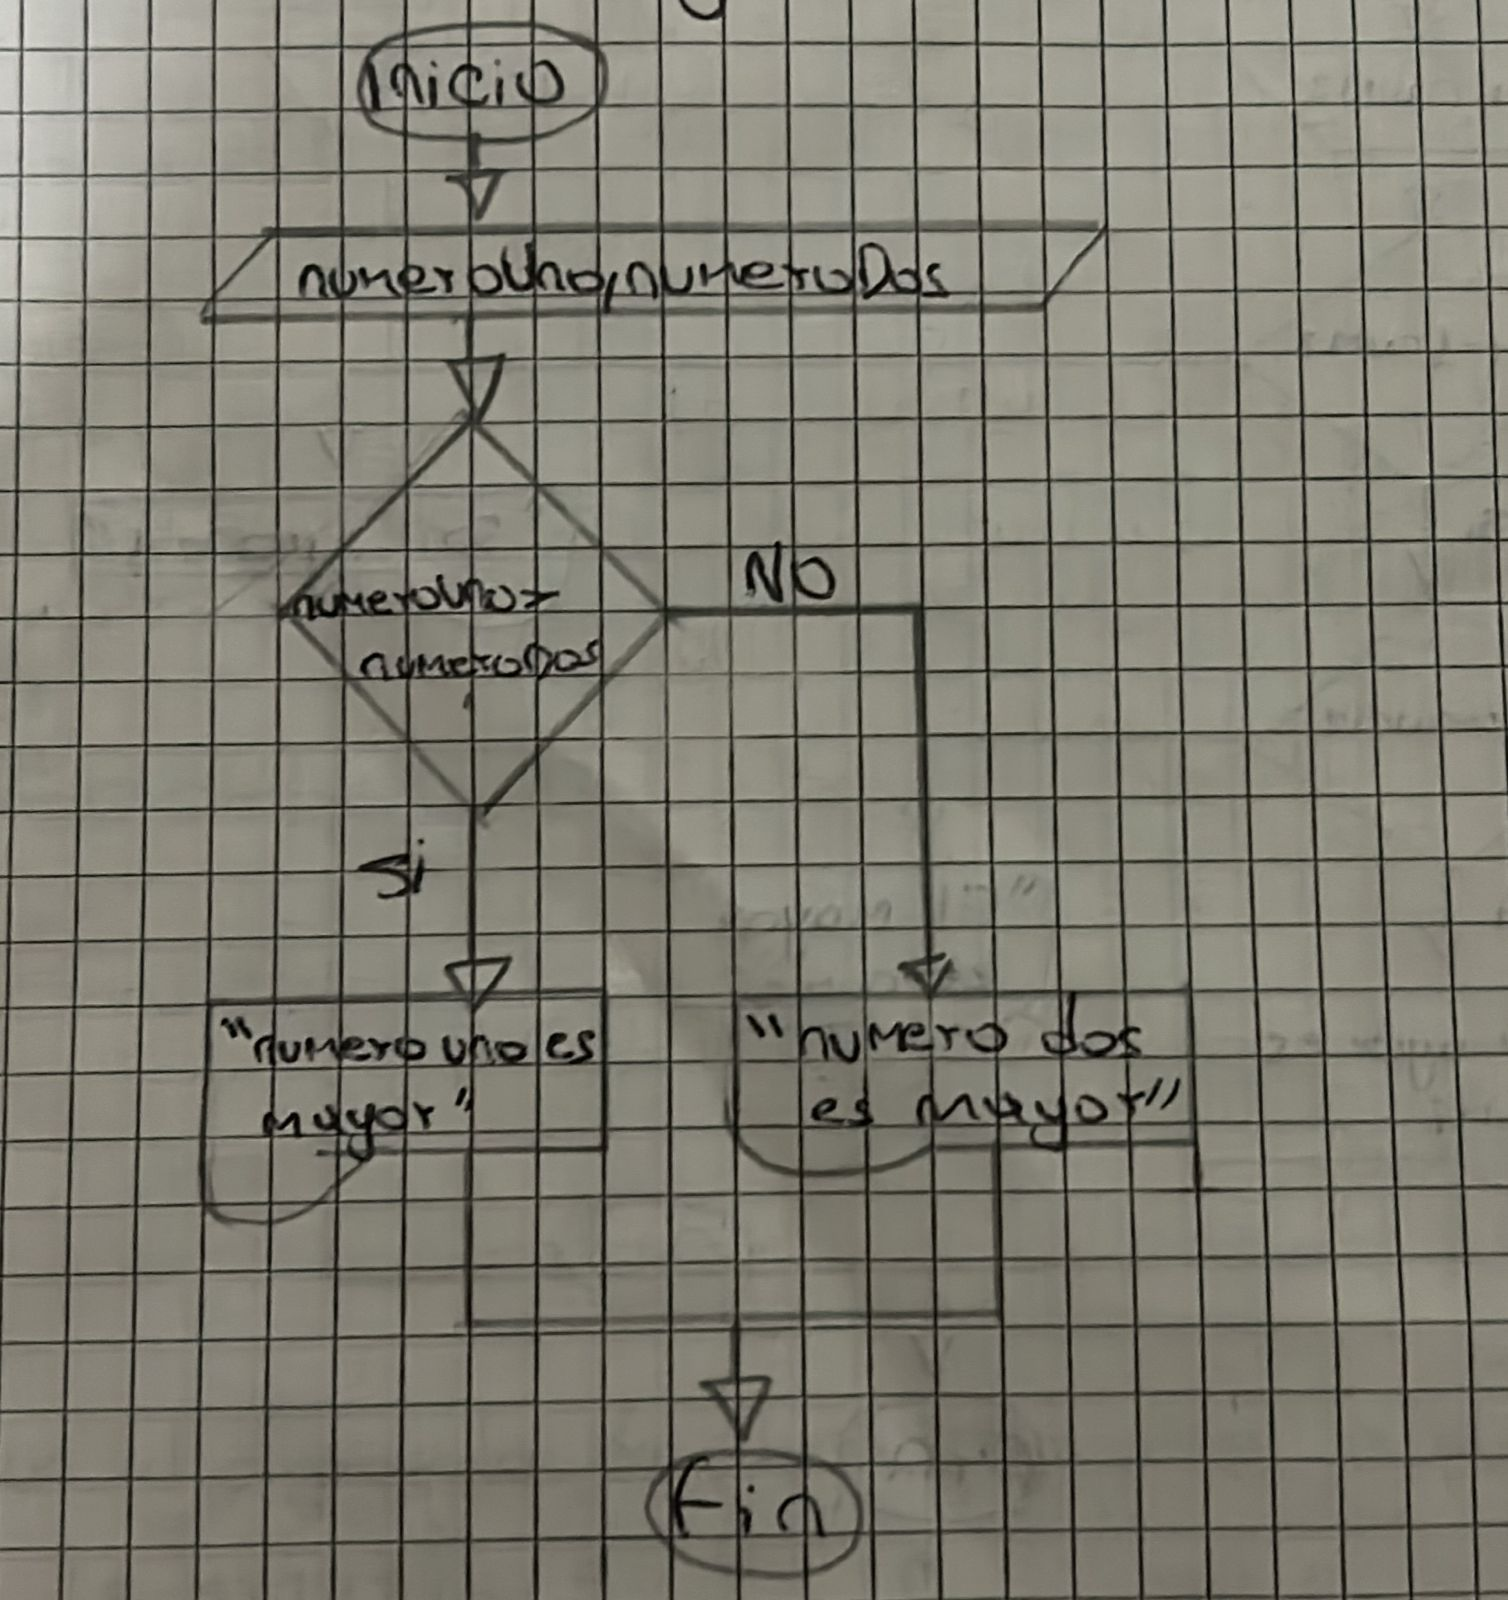 Inicio
numeroUno,numeroDos
numeroUno>
numeroDos
NO
si
"numero uno es
mayor"
"numero dos
es mayor"
Fin